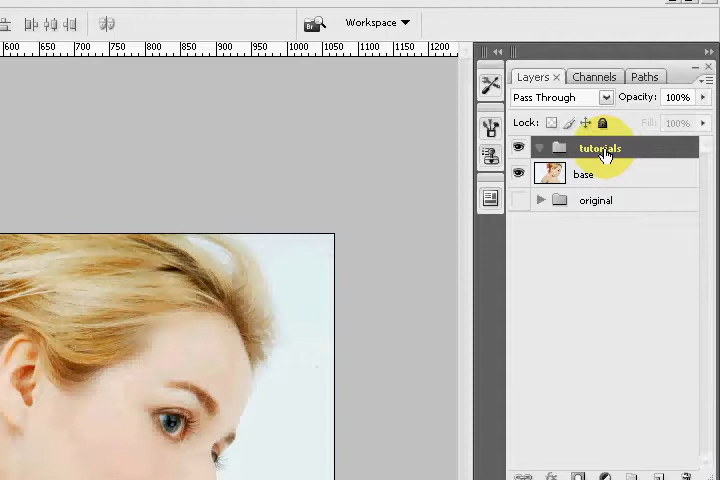 Workspace
600 650 700 750 800 850 900 950 1000 1050 1100 1150 1200
Layers Channels Paths
Pass Through Opacity: 100%
Lock: Fill: 100%
tutorials
base
original